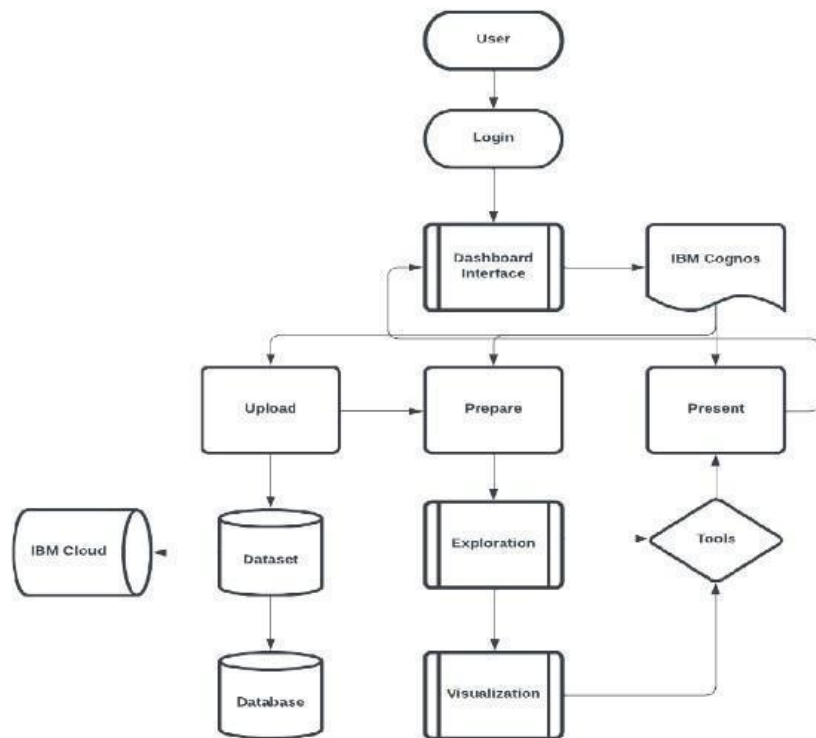 User
Login
Dashboard
Interface
IBM Cognos
Upload
Prepare
Present
IBM Cloud
Dataset
Exploration
Tools
Database
Visualization